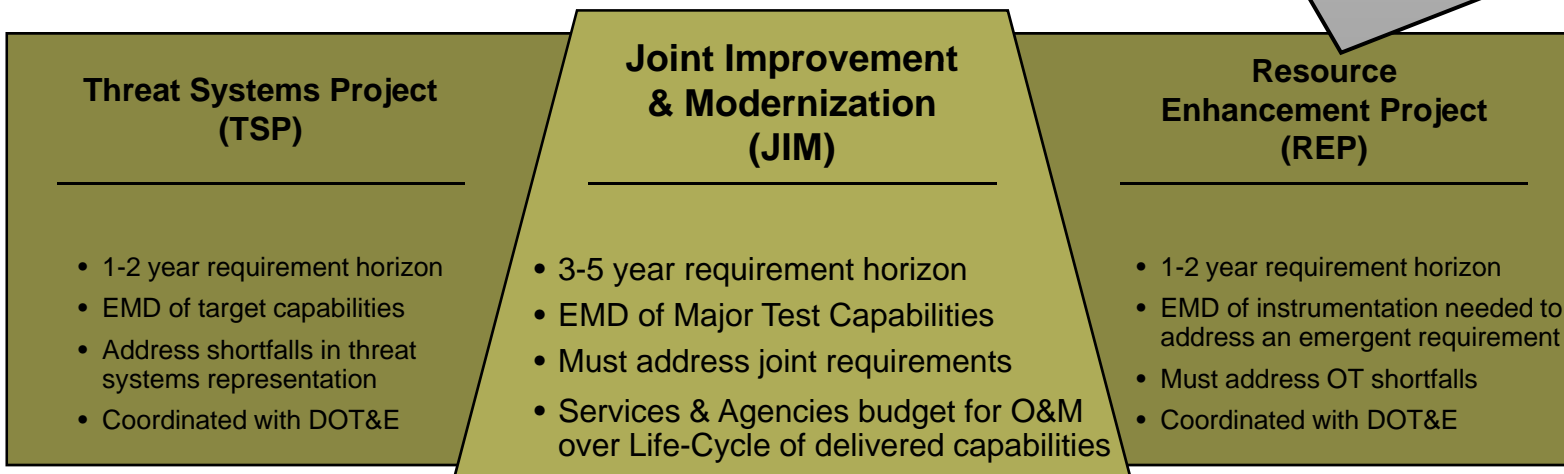 Threat Systems Project
(TSP)
• 1-2 year requirement horizon
• EMD of target capabilities
• Address shortfalls in threat
systems representation
• Coordinated with DOT&E
Joint Improvement
& Modernization
(JIM)
• 3-5 year requirement horizon
• EMD of Major Test Capabilities
• Must address joint requirements
• Services & Agencies budget for O&M
over Life-Cycle of delivered capabilities
Resource
Enhancement Project
(REP)
• 1-2 year requirement horizon
• EMD of instrumentation needed to
address an emergent requirement
• Must address OT shortfalls
• Coordinated with DOT&E